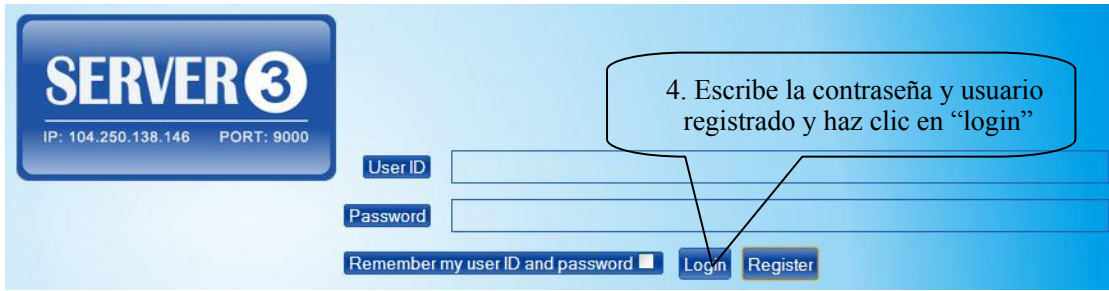 SERVER 3
IP: 104.250.138.146 PORT: 9000
4. Escribe la contraseña y usuario
registrado y haz clic en “login”
User ID
Password
Remember my user ID and password Login Register